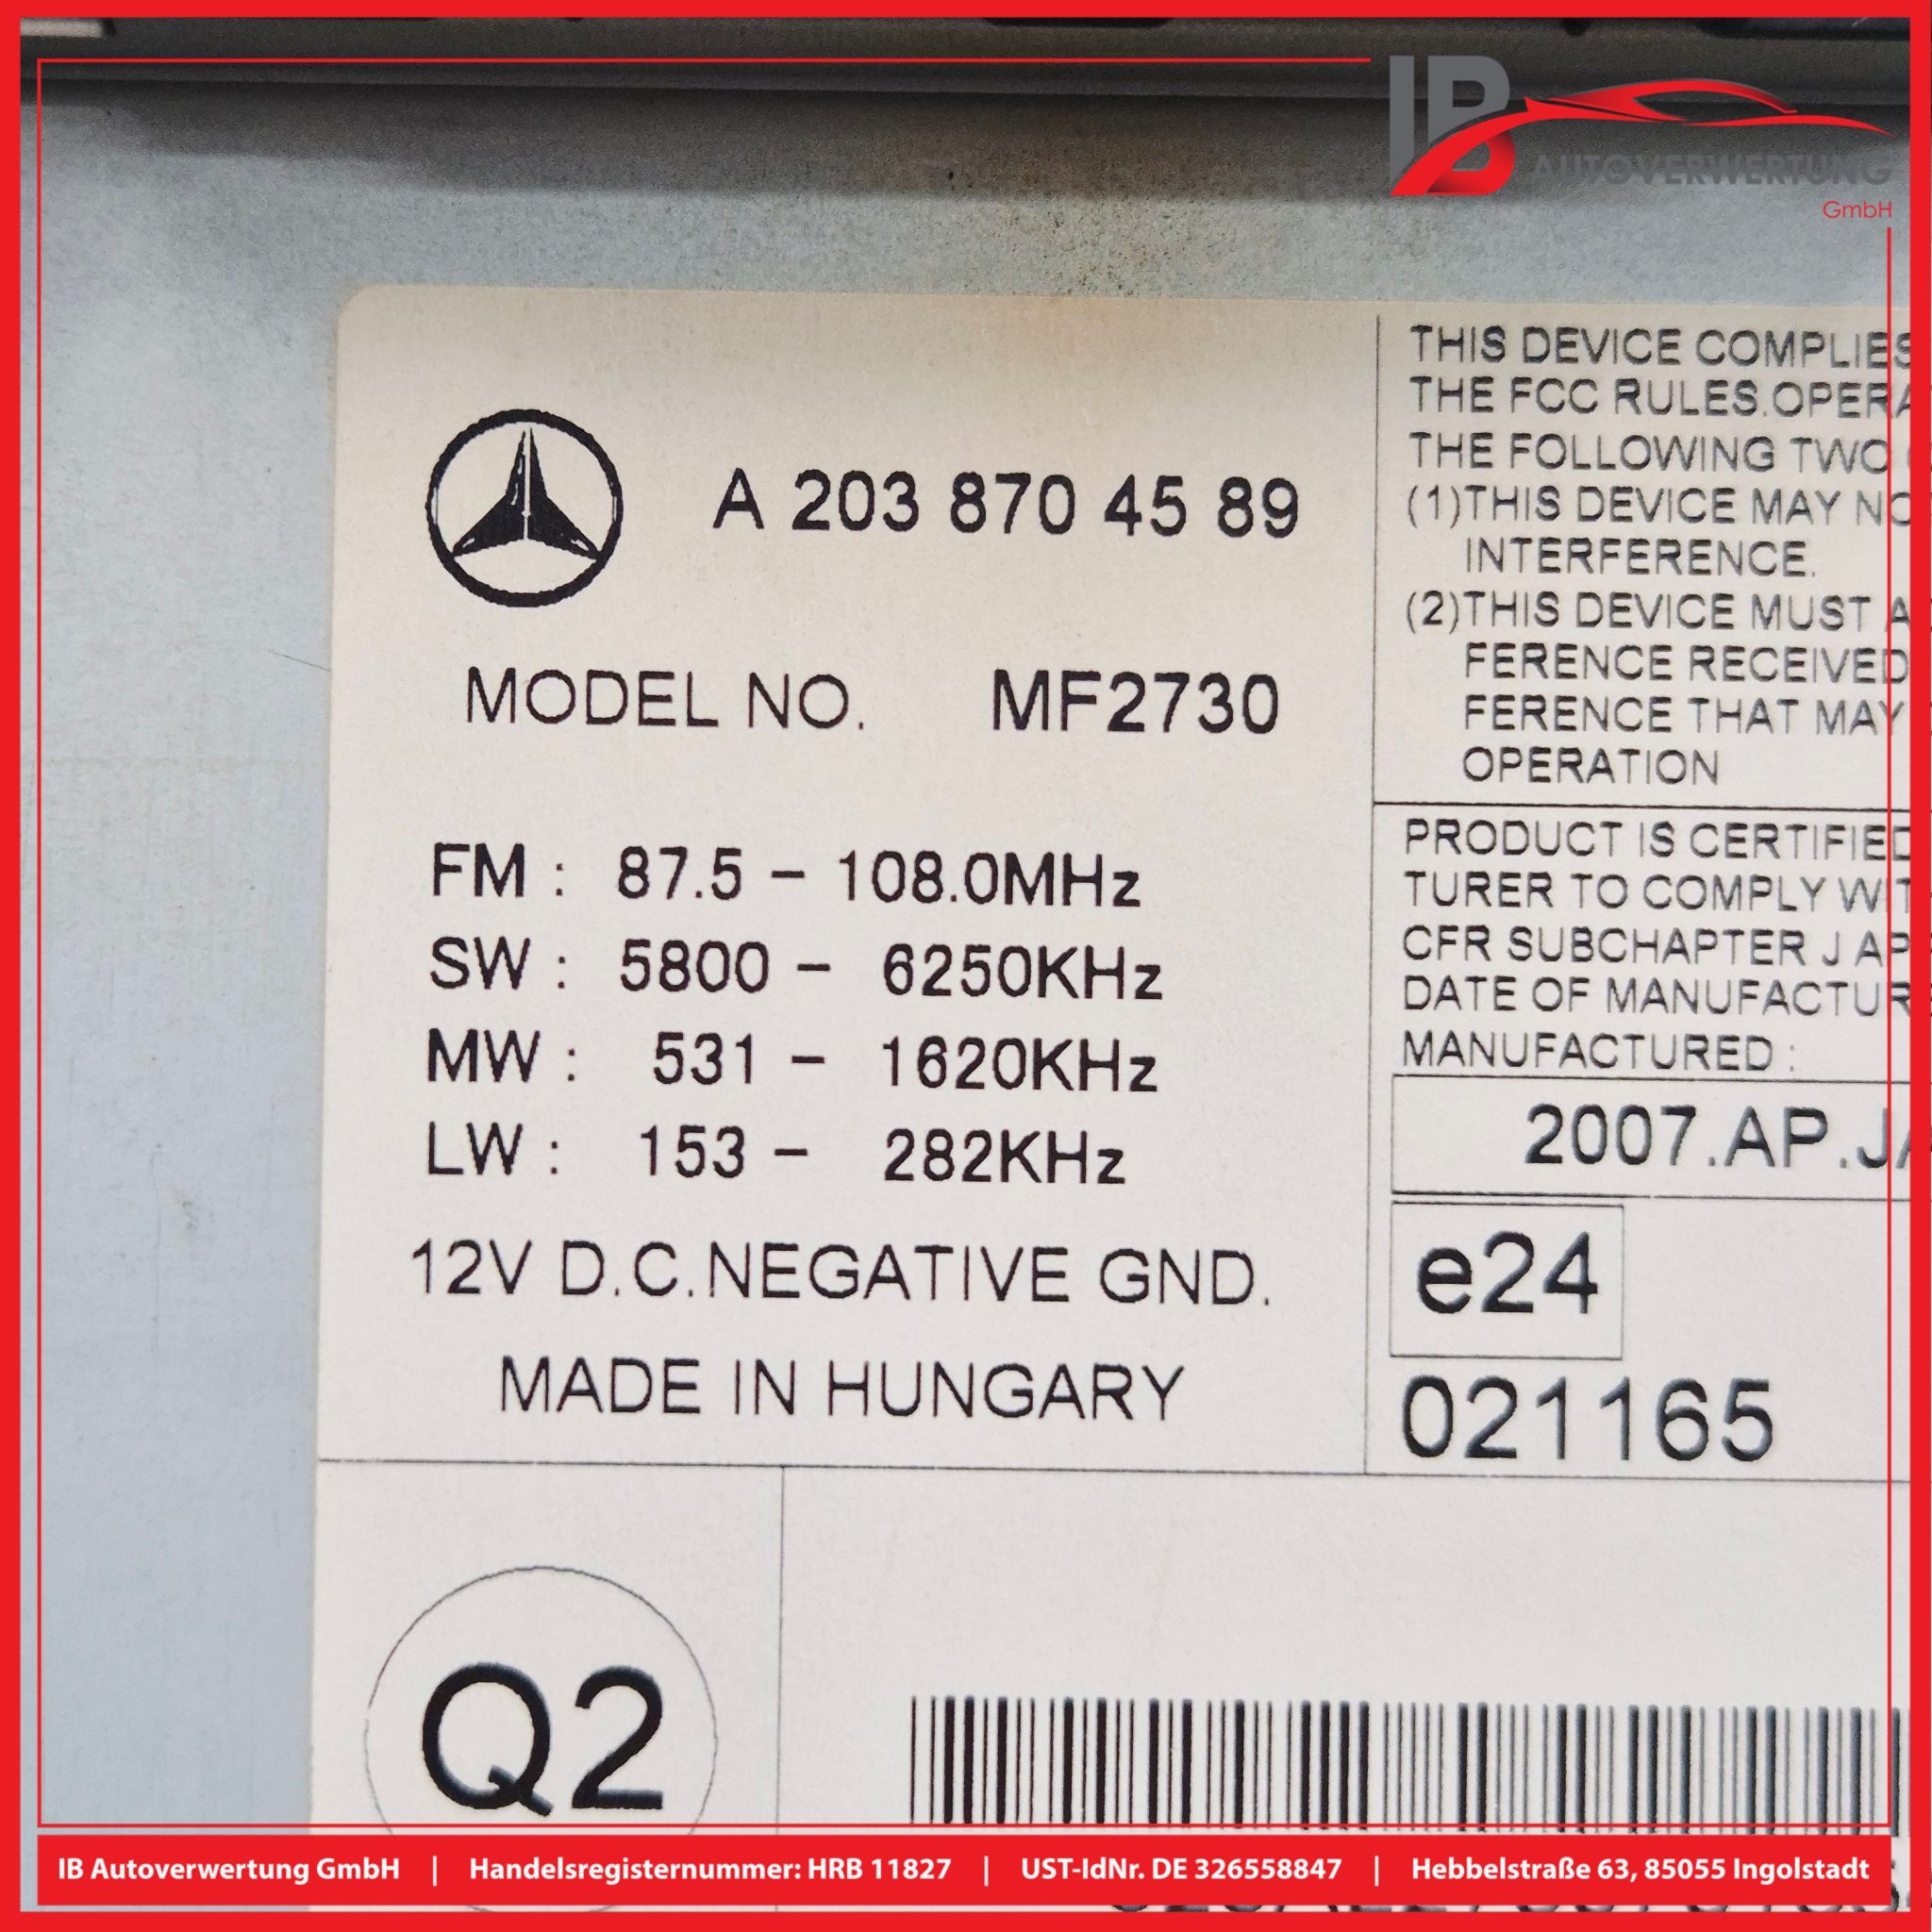 IB
AUTOVERWERTUNG
GmbH
A 203 870 45 89
MODEL NO. MF2730
FM : 87.5 - 108.0MHz
SW : 5800 - 6250KHz
MW : 531 - 1620KHz
LW : 153 - 282KHz
12V D.C.NEGATIVE GND.
MADE IN HUNGARY
THIS DEVICE COMPLIES
THE FCC RULES.OPERA
THE FOLLOWING TWO
(1)THIS DEVICE MAY NO
INTERFERENCE.
(2)THIS DEVICE MUST A
FERENCE RECEIVED
FERENCE THAT MAY
OPERATION
PRODUCT IS CERTIFIED
TURER TO COMPLY WIT
CFR SUBCHAPTER J AP
DATE OF MANUFACTUR
MANUFACTURED :
2007.AP.JA
e24
021165
Q2
IB Autoverwertung GmbH | Handelsregisternummer: HRB 11827 | UST-IdNr. DE 326558847 | Hebbelstraße 63, 85055 Ingolstadt